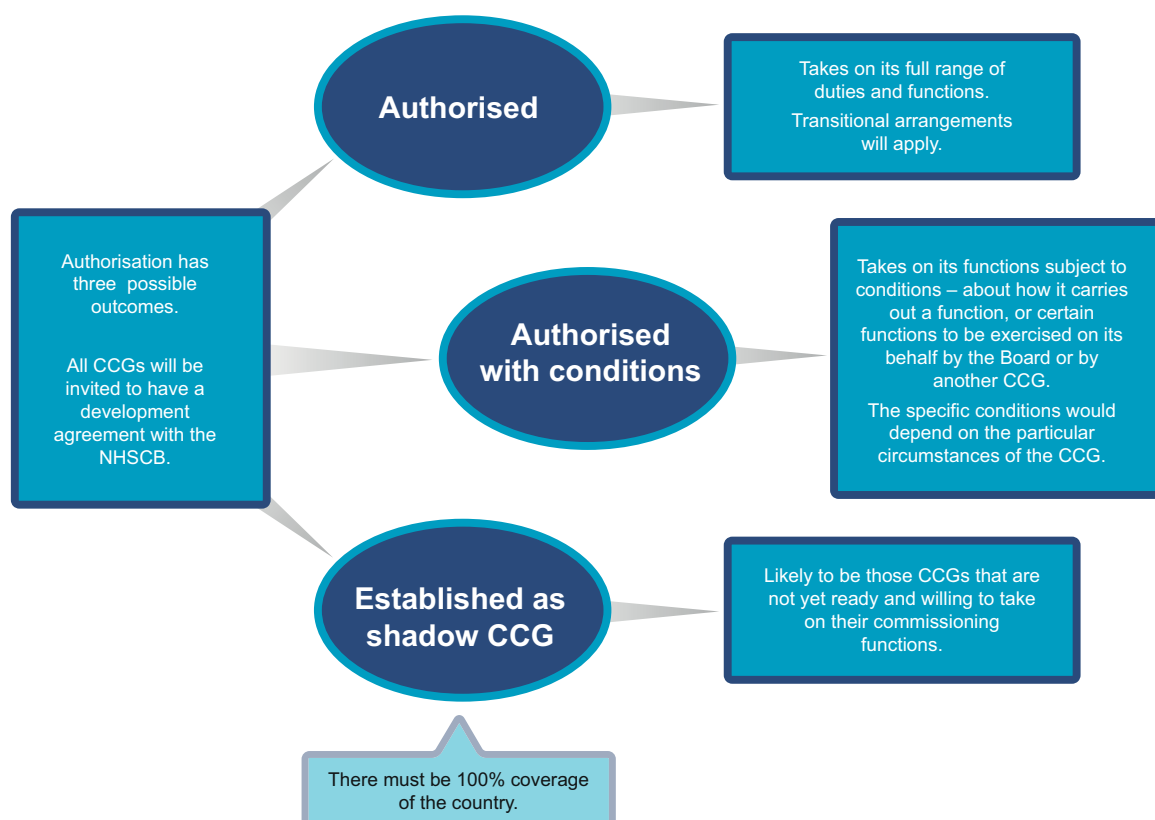 Authorisation has
three possible
outcomes.
All CCGs will be
invited to have a
development
agreement with the
NHSCB.
Authorised
Takes on its full range of
duties and functions.
Transitional arrangements
will apply.
Authorised
with conditions
Takes on its functions subject to
conditions – about how it carries
out a function, or certain
functions to be exercised on its
behalf by the Board or by
another CCG.
The specific conditions would
depend on the particular
circumstances of the CCG.
Established as
shadow CCG
Likely to be those CCGs that are
not yet ready and willing to take
on their commissioning
functions.
There must be 100% coverage
of the country.